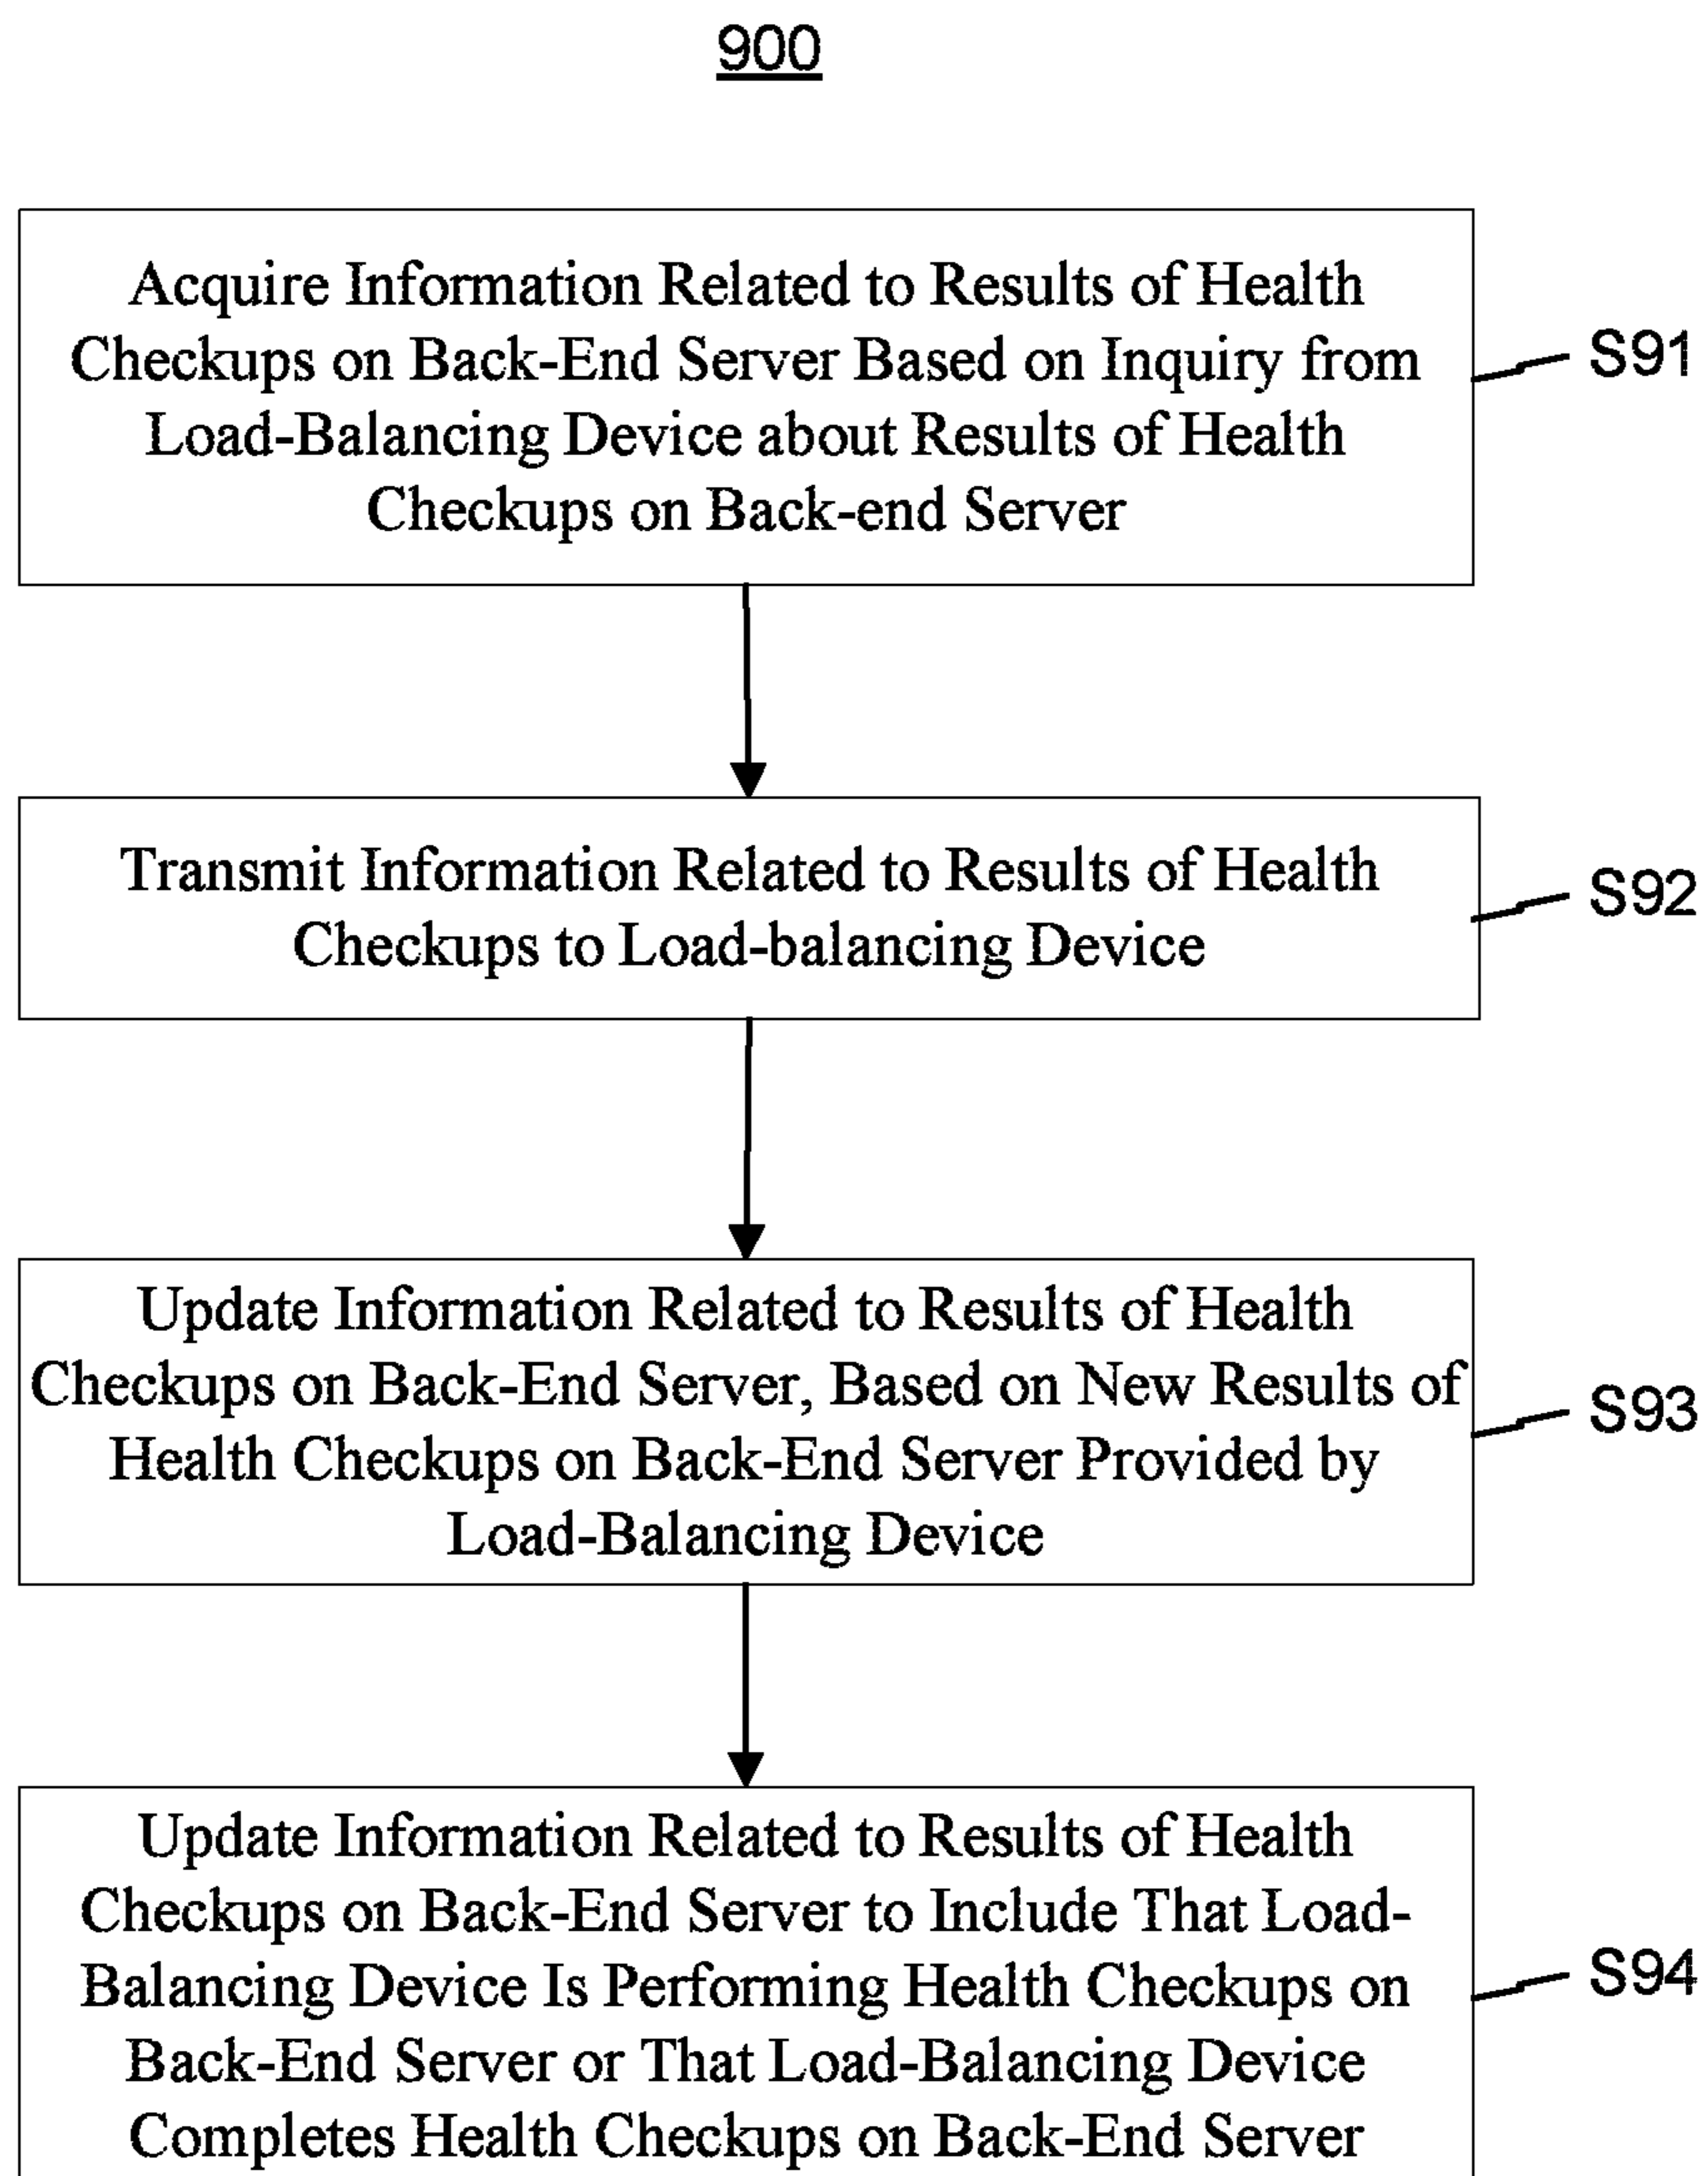 900
Acquire Information Related to Results of Health
Checkups on Back-End Server Based on Inquiry from
Load-Balancing Device about Results of Health
Checkups on Back-end Server
S91
Transmit Information Related to Results of Health
Checkups to Load-balancing Device
S92
Update Information Related to Results of Health
Checkups on Back-End Server, Based on New Results of
Health Checkups on Back-End Server Provided by
Load-Balancing Device
S93
Update Information Related to Results of Health
Checkups on Back-End Server to Include That Load-
Balancing Device Is Performing Health Checkups on
Back-End Server or That Load-Balancing Device
Completes Health Checkups on Back-End Server
S94